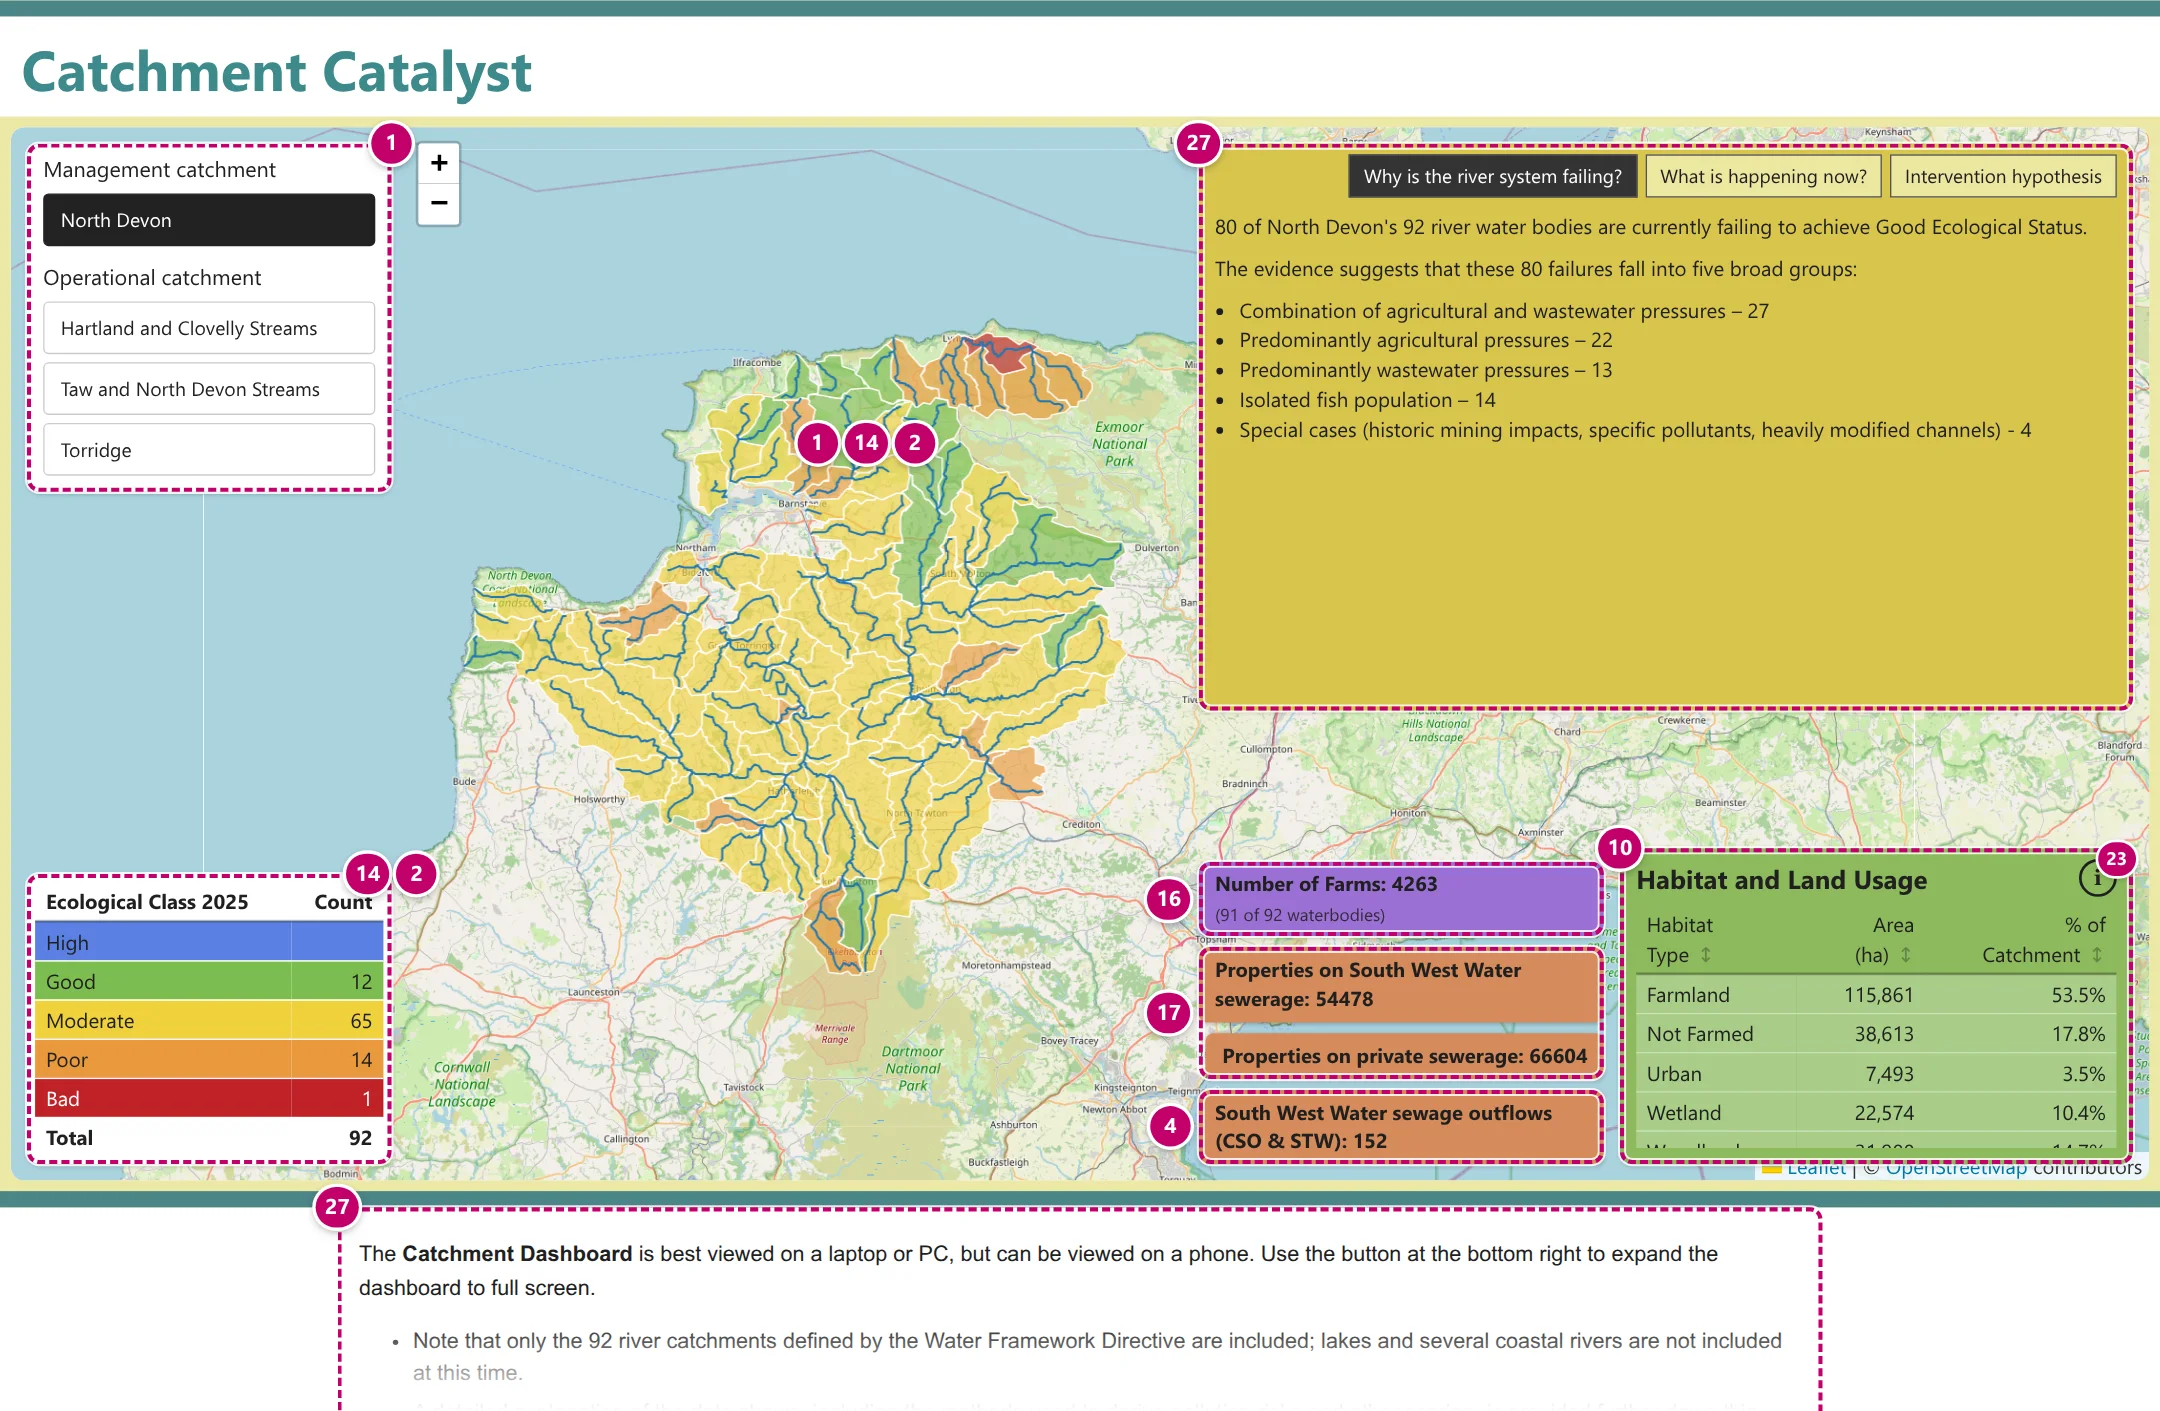 Catchment Catalyst
1
Management catchment
North Devon
Operational catchment
Hartland and Clovelly Streams
Taw and North Devon Streams
Torridge
+
−
27
Why is the river system failing?
What is happening now?
Intervention hypothesis
80 of North Devon's 92 river water bodies are currently failing to achieve Good Ecological Status.
The evidence suggests that these 80 failures fall into five broad groups:
• Combination of agricultural and wastewater pressures – 27
• Predominantly agricultural pressures – 22
• Predominantly wastewater pressures – 13
• Isolated fish population – 14
• Special cases (historic mining impacts, specific pollutants, heavily modified channels) - 4
Keynsham
Ilfracombe
Exmoor
National
Park
1 14 2
Northam
Dulverton
North Devon
Bude
Holsworthy
Crediton
Cullompton
Bradninch
Honiton
Hills National
Landscape
Crewkerne
Chard
Blandford
Forum
Beaminster
Axminster
Launceston
Moretonhampstead
Merrivale
Range
Dartmoor
National
Park
Bovey Tracey
Tavistock
Kingsteignton
Newton Abbot
Ashburton
Buckfastleigh
Callington
Cornwall
National
Landscape
Bodmin
Topsham
14 2
Ecological Class 2025 Count
High
Good 12
Moderate 65
Poor 14
Bad 1
Total 92
16
Number of Farms: 4263
(91 of 92 waterbodies)
17
Properties on South West Water
sewerage: 54478
Properties on private sewerage: 66604
4
South West Water sewage outflows
(CSO & STW): 152
10
23
Habitat and Land Usage
i
Habitat Area % of
Type (ha) Catchment
Farmland 115,861 53.5%
Not Farmed 38,613 17.8%
Urban 7,493 3.5%
Wetland 22,574 10.4%
Leaflet | © OpenStreetMap contributors
27
The Catchment Dashboard is best viewed on a laptop or PC, but can be viewed on a phone. Use the button at the bottom right to expand the
dashboard to full screen.
• Note that only the 92 river catchments defined by the Water Framework Directive are included; lakes and several coastal rivers are not included
at this time.